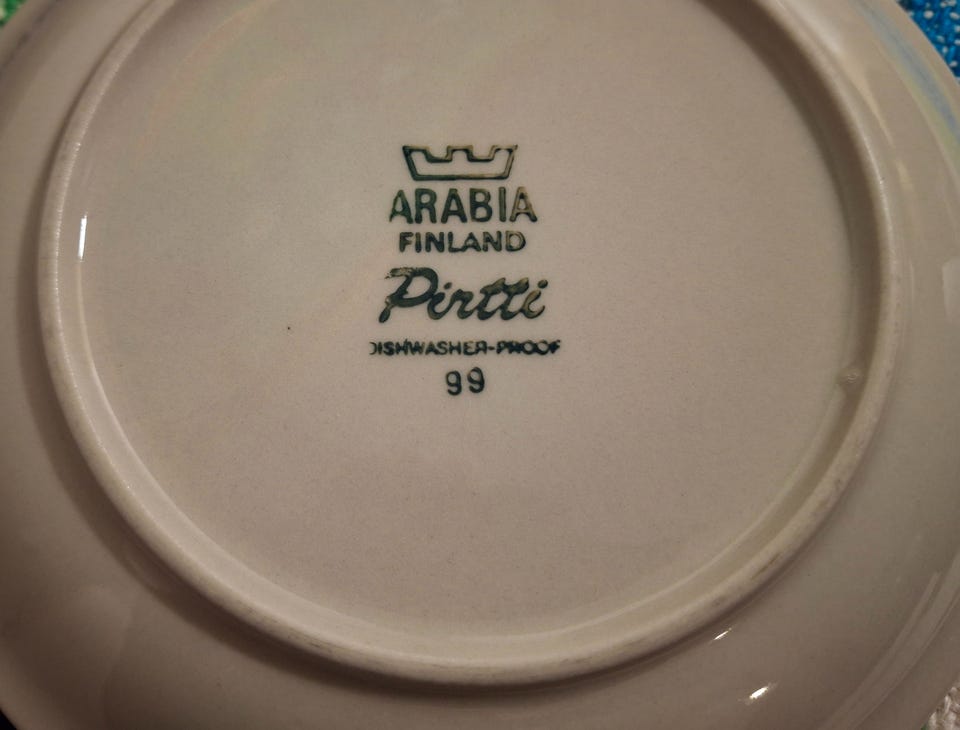 ARABIA
FINLAND
Pirtti
DISHWASHER-PROOF
99